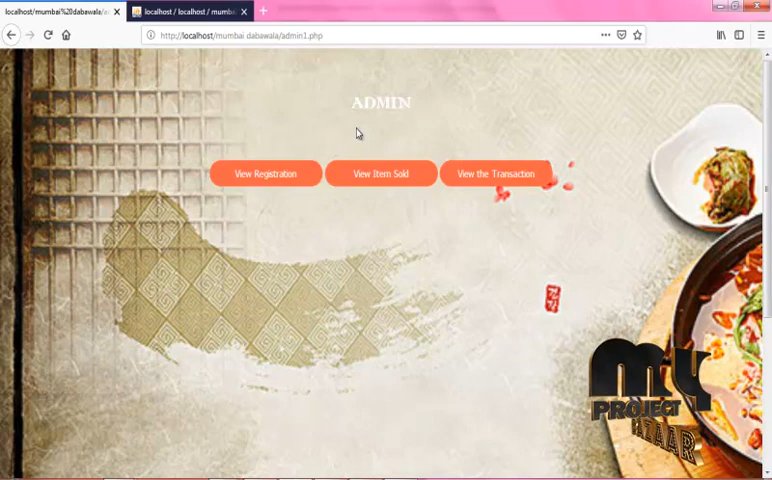 localhost/mumbai%20dabawala/a
localhost / localhost / mumba
http://localhost/mumbai dabawala/admin1.php
ADMIN
View Registration
View Item Sold
View the Transaction
my
PROJECT
BAZAAR